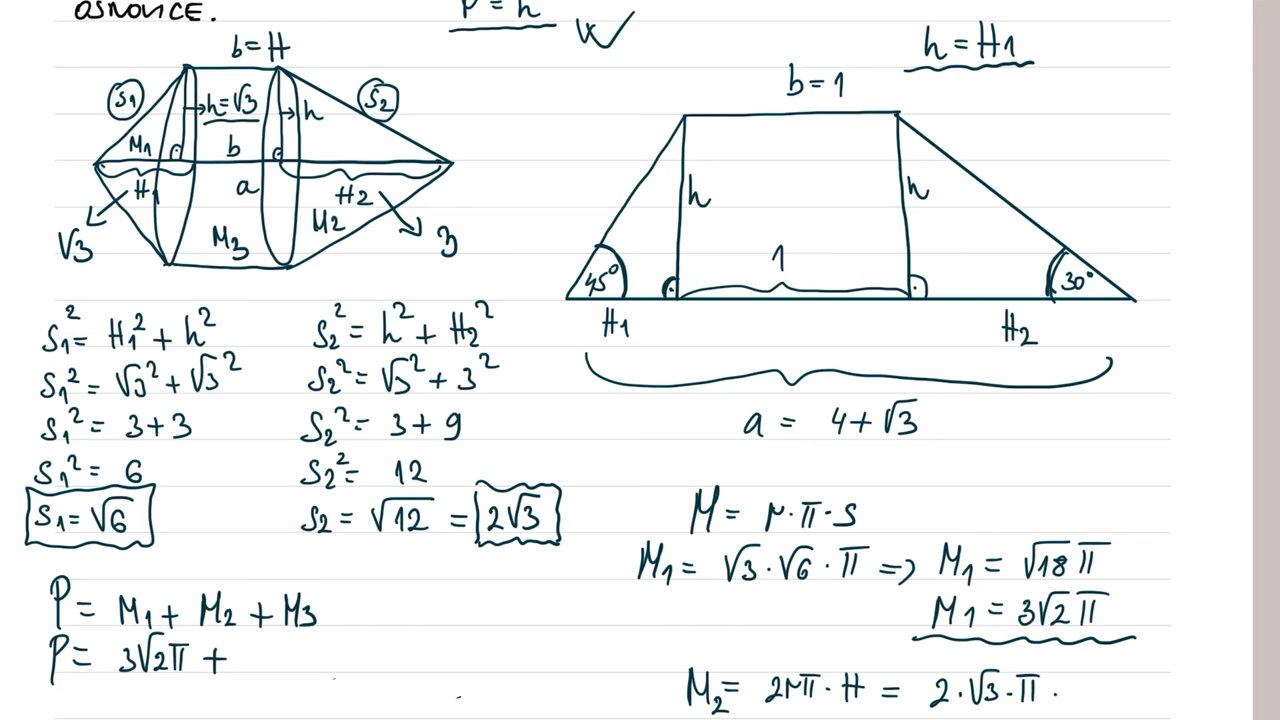 OSNOVICE.
r = h
h = H1
b = H
S1
h = √3
h
S2
M1
b
H1
a
H2
√3
M3
M2
3
b = 1
h
h
1
45°
30°
H1
H2
a = 4 + √3
S1² = H1² + h²
S1² = √3² + √3²
S1² = 3 + 3
S1² = 6
S1 = √6
S2² = h² + H2²
S2² = √3² + 3²
S2² = 3 + 9
S2² = 12
S2 = √12 = 2√3
M = r · π · s
M1 = √3 · √6 · π => M1 = √18 π
M1 = 3√2 π
P = M1 + M2 + M3
P = 3√2π +
M2 = 2rπ · H = 2 · √3 · π ·